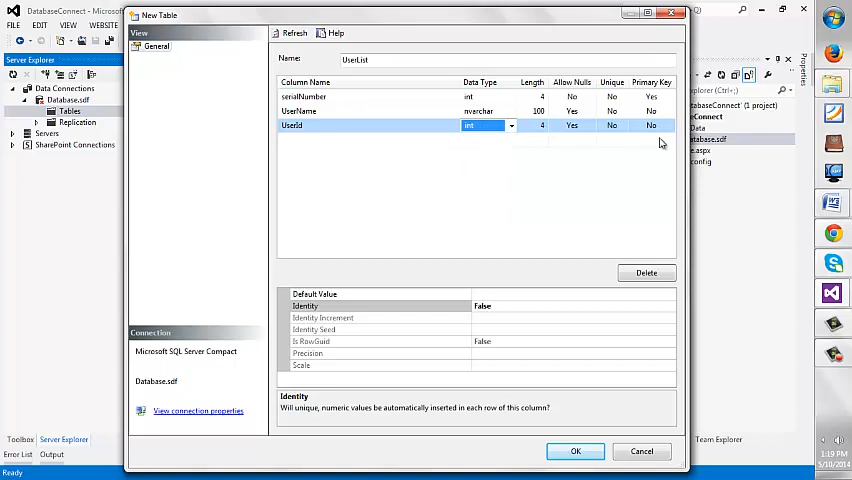 DatabaseConnect - Microsoft
New Table
FILE EDIT VIEW WEBSITE
View
General
Refresh Help
Name: UserList
Column Name Data Type Length Allow Nulls Unique Primary Key
serialNumber int 4 No No Yes
UserName nvarchar 100 Yes No No
UserId int 4 Yes No No
Delete
Default Value
Identity False
Identity Increment
Identity Seed
Is RowGuid False
Precision
Scale
Identity
Will unique, numeric values be automatically inserted in each row of this column?
Connection
Microsoft SQL Server Compact
Database.sdf
View connection properties
OK Cancel
Server Explorer
Data Connections
Database.sdf
Tables
Replication
Servers
SharePoint Connections
Toolbox Server Explorer
Error List Output
Ready
Properties
Explorer (Ctrl+;)
tabaseConnect' (1 project)
eConnect
Data
tabase.sdf
.aspx
config
Team Explorer
1:19 PM
5/10/2014